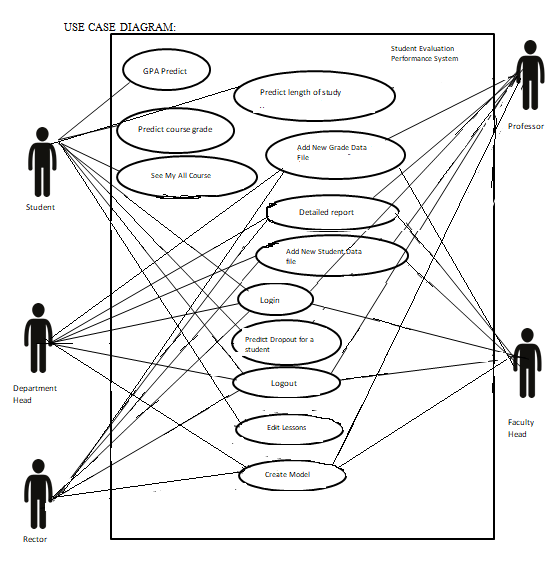 USE CASE DIAGRAM:
Student Evaluation
Performance System
GPA Predict
Predict length of study
Predict course grade
Professor
Add New Grade Data
File
See My All Course
Student
Detailed report
Add New Student Data
file
Login
Predict Dropout for a
student
Logout
Department
Head
Faculty
Head
Edit Lessons
Create Model
Rector